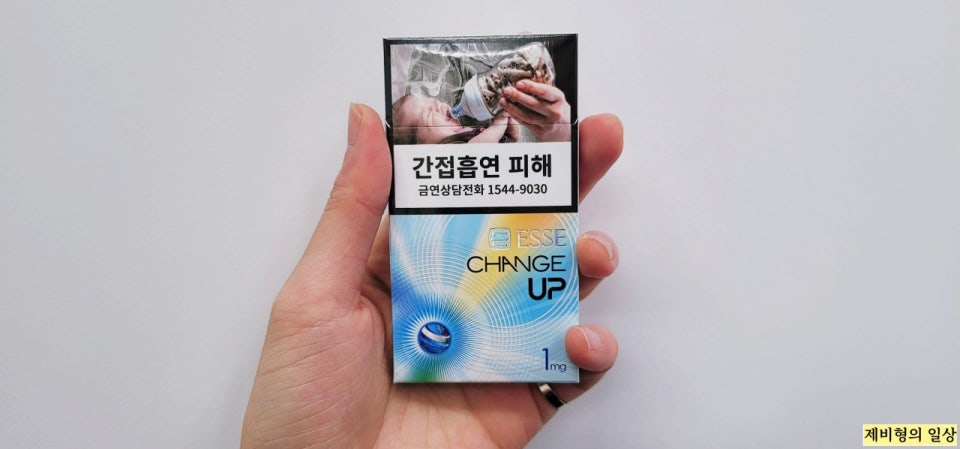 간접흡연 피해
금연상담전화 1544-9030
ESSE
CHANGE
UP
1mg
제비형의 일상